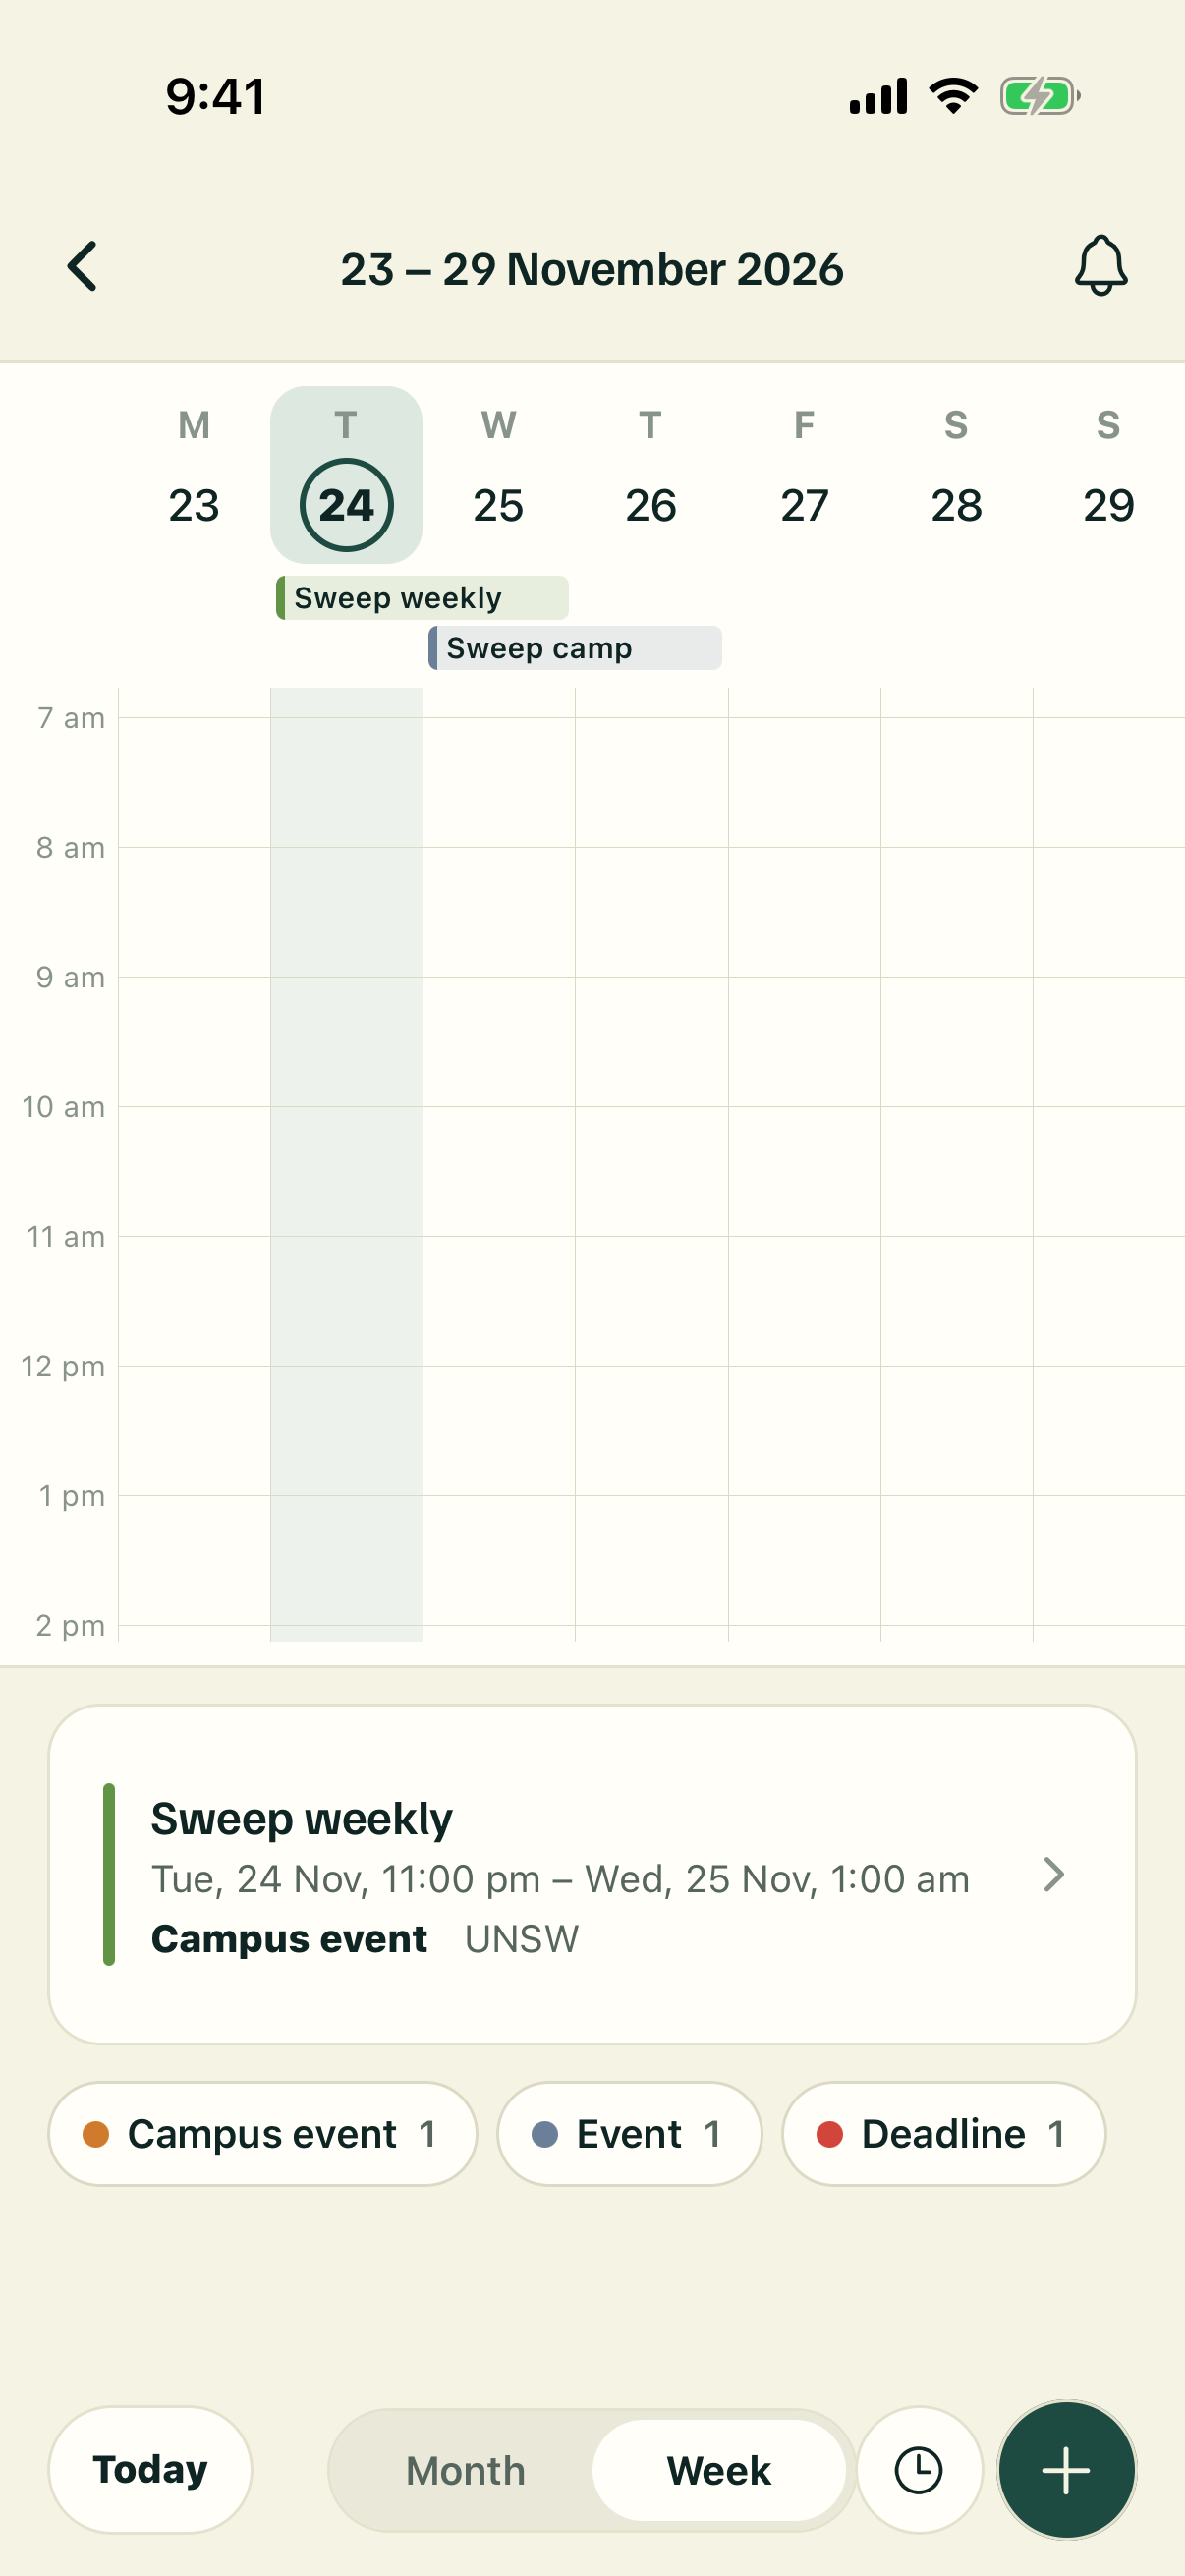 9:41
23 – 29 November 2026
M T W T F S S
23 24 25 26 27 28 29
Sweep weekly
Sweep camp
7 am
8 am
9 am
10 am
11 am
12 pm
1 pm
2 pm
Sweep weekly
Tue, 24 Nov, 11:00 pm – Wed, 25 Nov, 1:00 am
Campus event UNSW
Campus event 1 Event 1 Deadline 1
Today Month Week